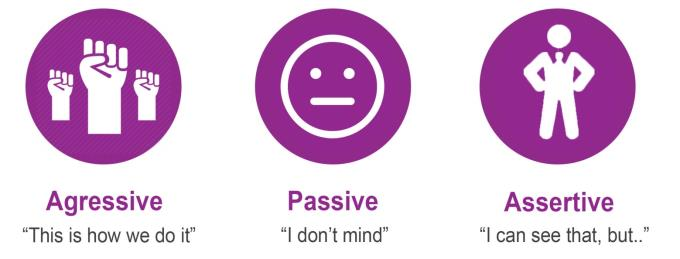 Agressive Passive Assertive
“This is how we do it” “I don’t mind” “I can see that, but..”